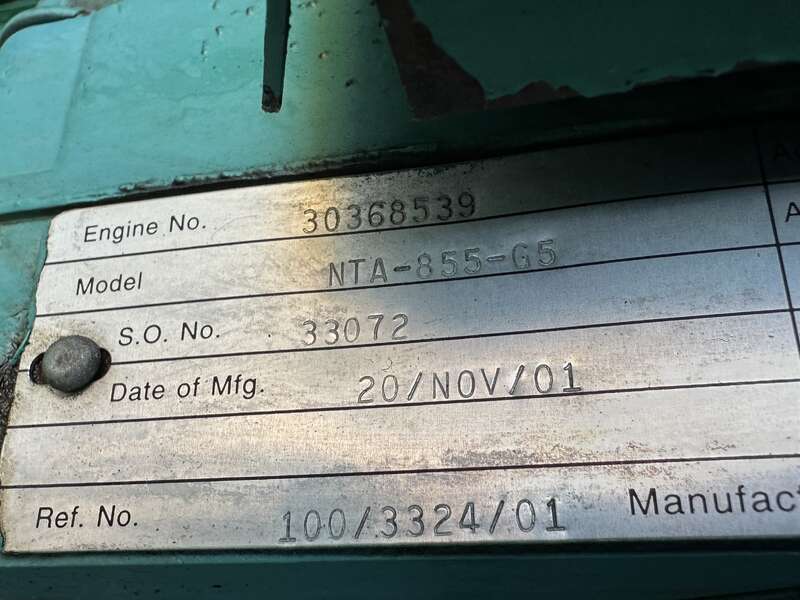 Engine No. 30368539
Model NTA-855-G5
S.O. No. 33072
Date of Mfg. 20/NOV/01
Ref. No. 100/3324/01 Manufac